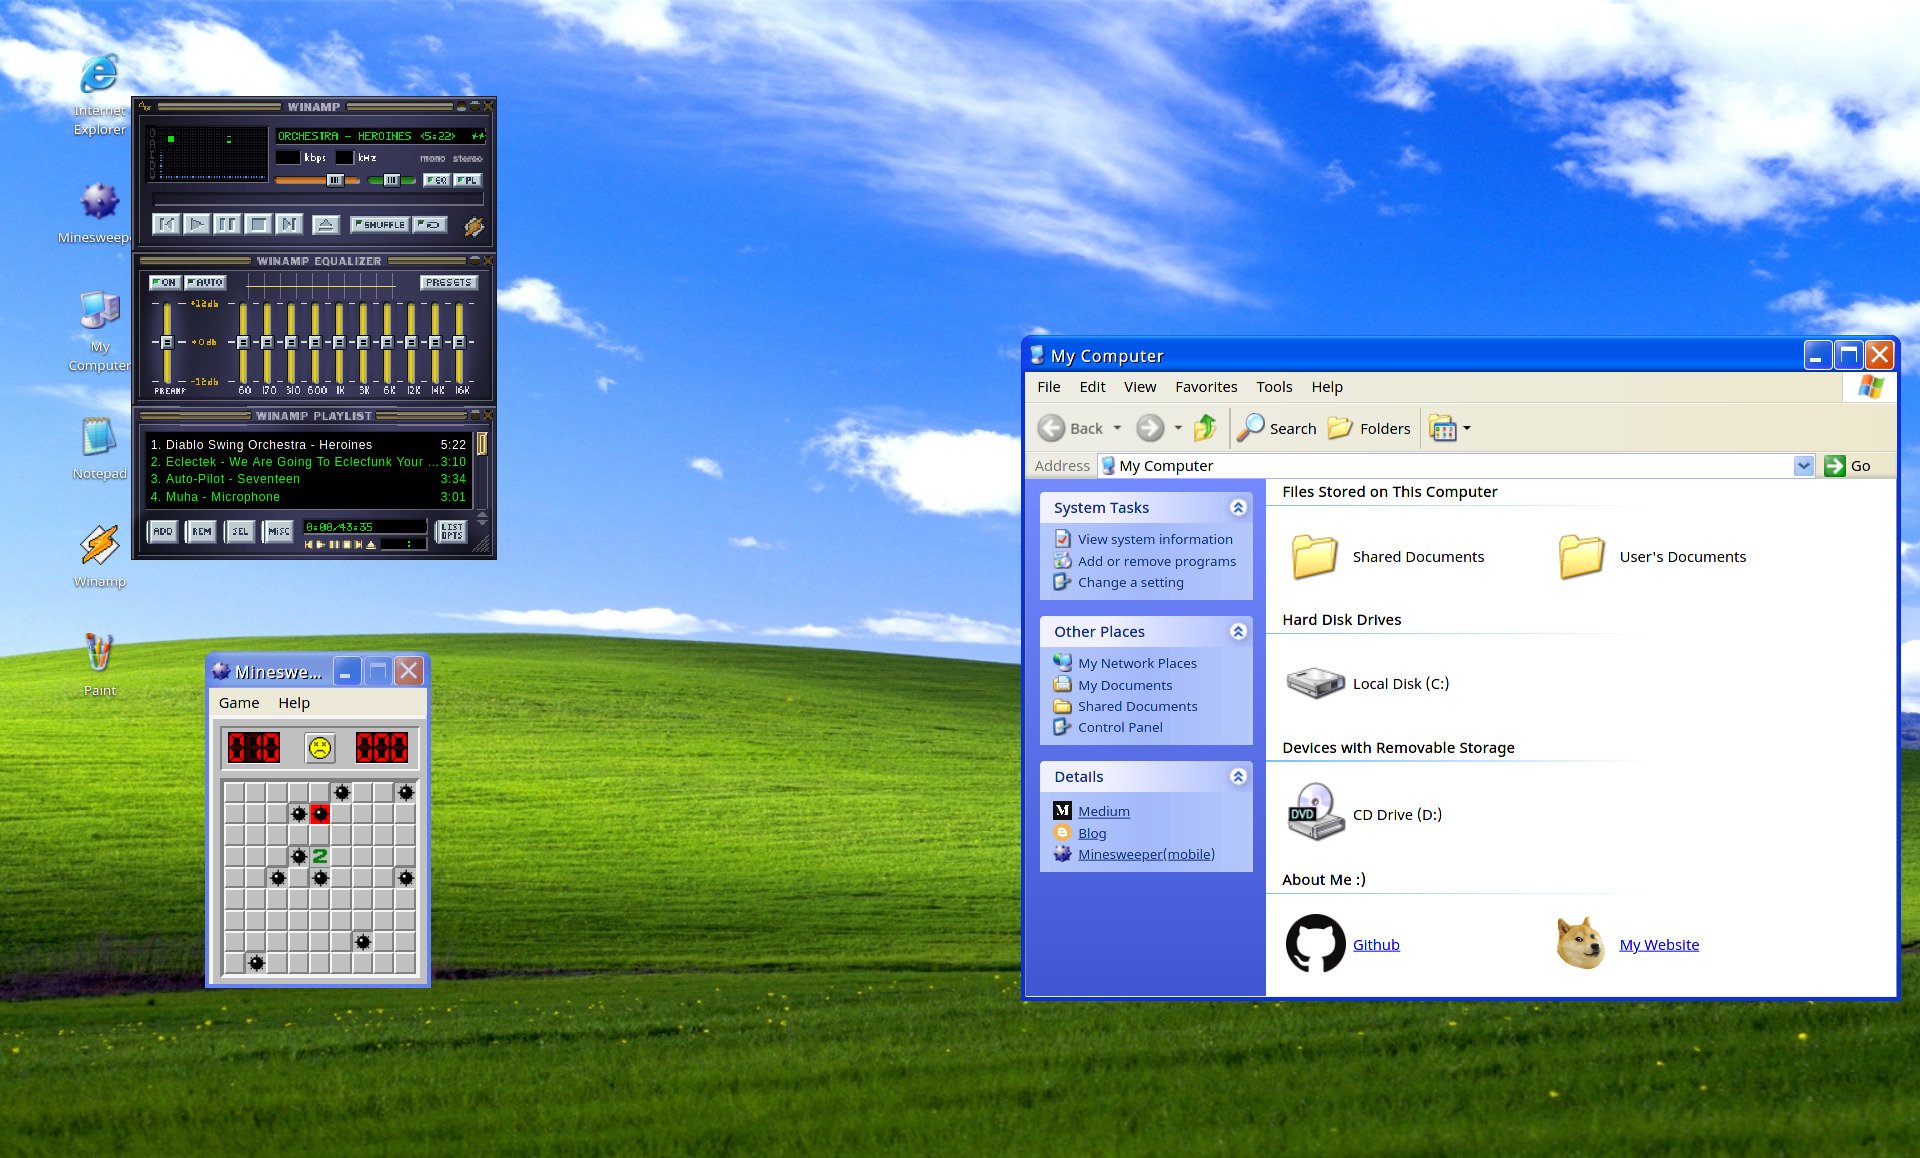 Internet
Explorer
Minesweepe
My
Computer
Notepad
Winamp
Paint
WINAMP
ORCHESTRA - HEROINES <5:22> **
kbps
kHz
mono stereo
EQ
PL
SHUFFLE
WINAMP EQUALIZER
ON
AUTO
PRESETS
+12db
+0db
-12db
PREAMP
60 170 310 600 1K 3K 6K 12K 14K 16K
WINAMP PLAYLIST
1. Diablo Swing Orchestra - Heroines 5:22
2. Eclectek - We Are Going To Eclecfunk Your ... 3:10
3. Auto-Pilot - Seventeen 3:34
4. Muha - Microphone 3:01
ADD
REM
SEL
MISC
0:00/43:35
:
LIST
OPTS
Mineswe...
Game Help
010
000
2
My Computer
File Edit View Favorites Tools Help
Back
Search
Folders
Address
My Computer
Go
System Tasks
View system information
Add or remove programs
Change a setting
Other Places
My Network Places
My Documents
Shared Documents
Control Panel
Details
M
Medium
Blog
Minesweeper(mobile)
Files Stored on This Computer
Shared Documents
User's Documents
Hard Disk Drives
Local Disk (C:)
Devices with Removable Storage
DVD
CD Drive (D:)
About Me :)
Github
My Website